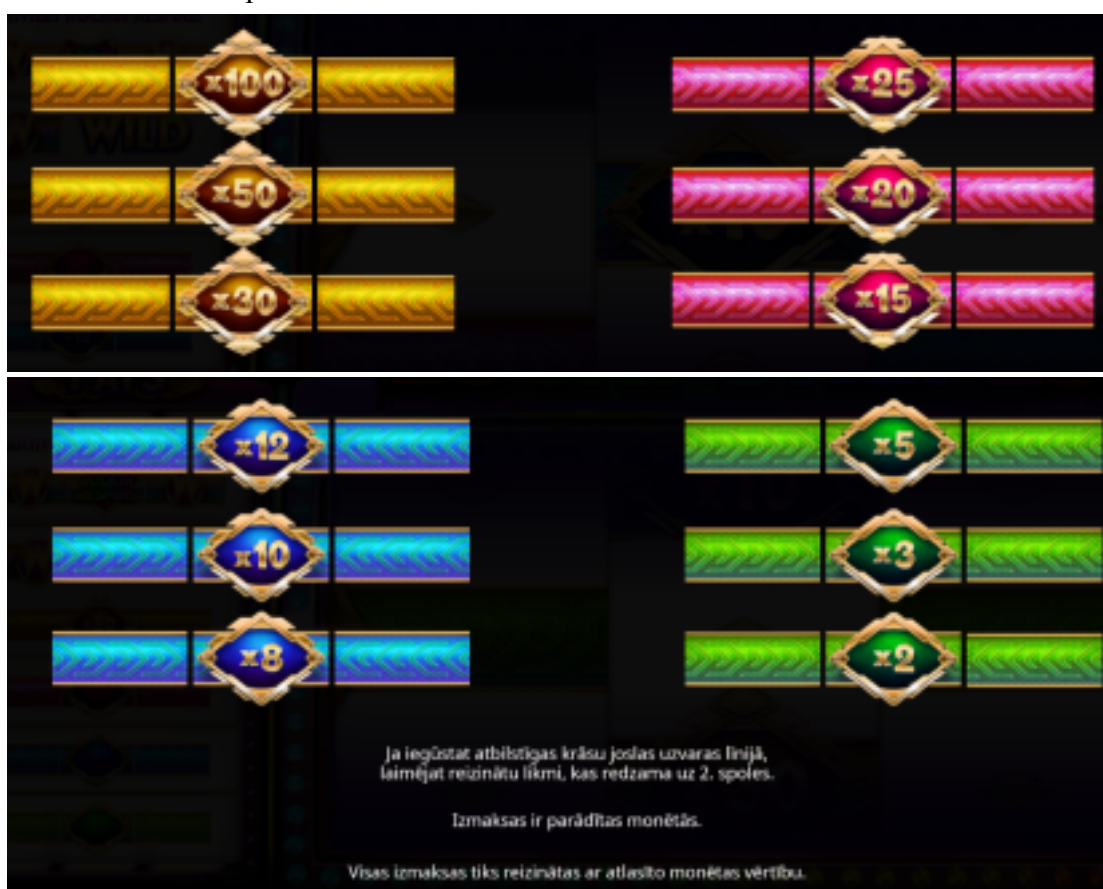 x100 x25
WILD
x50 x20
x30 x15
x12 x5
x10 x3
x8 x2
Ja iegūstat atbilstīgas krāsu joslas uzvaras līnijā,
laimējat reizinātu likmi, kas redzama uz 2. spoles.
Izmaksas ir parādītas monētās.
Visas izmaksas tiks reizinātas ar atlasīto monētas vērtību.